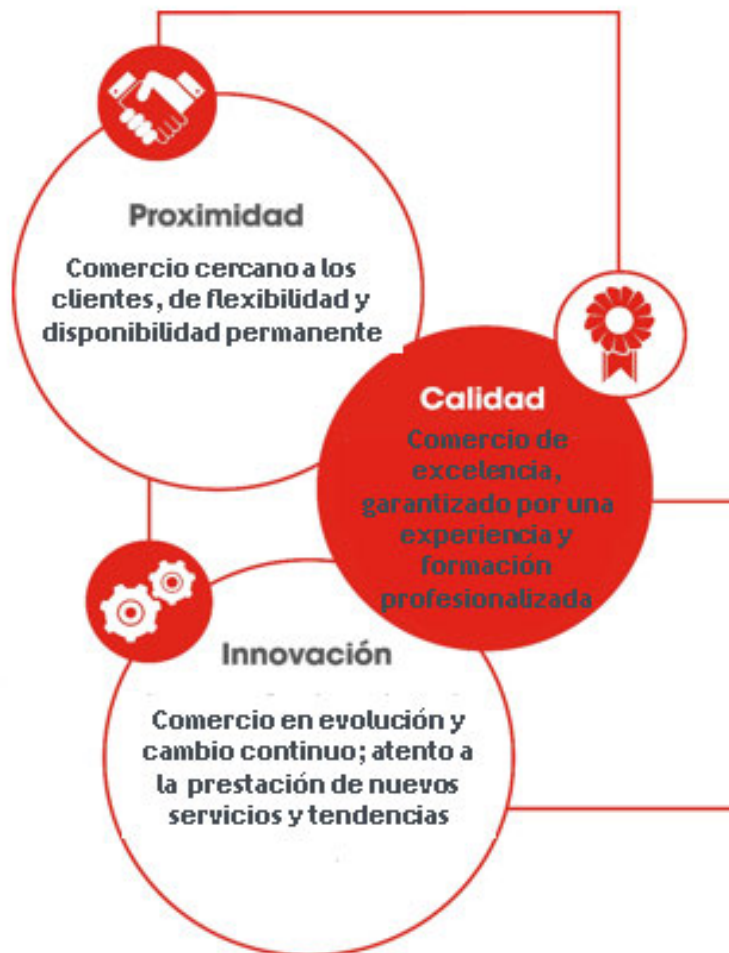 Proximidad
Comercio cercano a los
clientes, de flexibilidad y
disponibilidad permanente
Calidad
Comercio de
excelencia,
garantizado por una
experiencia y
formación
profesionalizada
Innovación
Comercio en evolución y
cambio continuo; atento a
la prestación de nuevos
servicios y tendencias